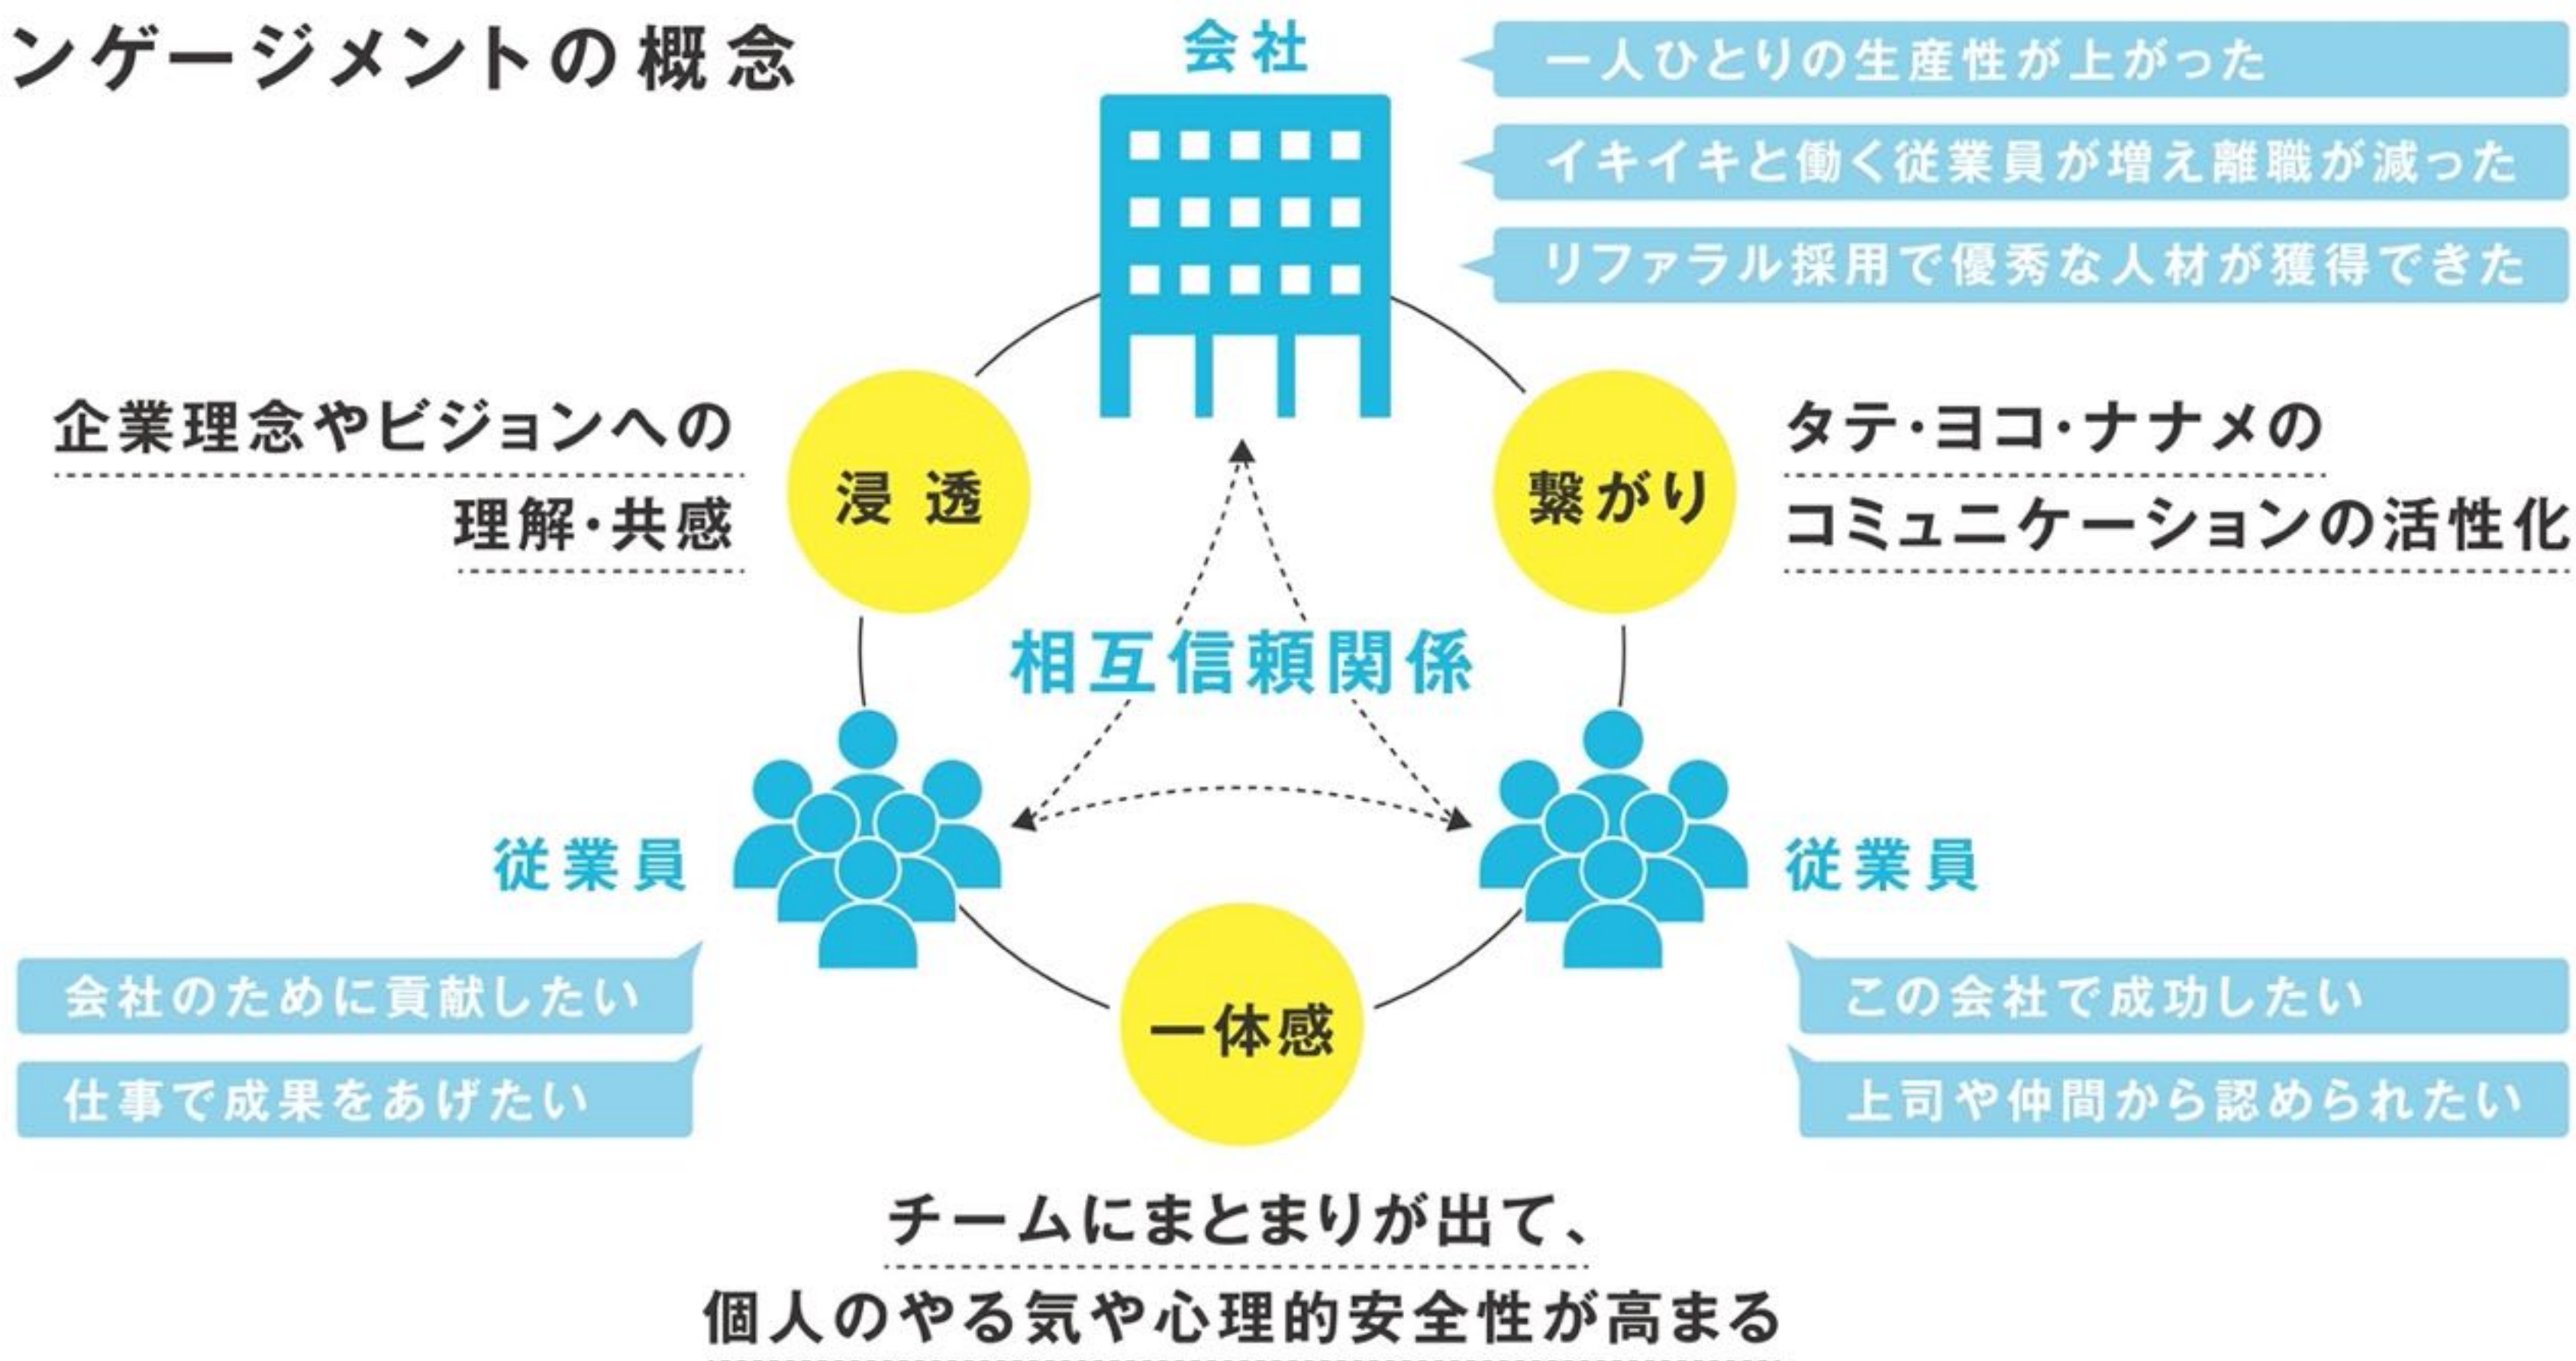 ンゲージメントの概念
会社
一人ひとりの生産性が上がった
イキイキと働く従業員が増え離職が減った
リファラル採用で優秀な人材が獲得できた
企業理念やビジョンへの
理解・共感
浸透
繋がり
タテ・ヨコ・ナナメの
コミュニケーションの活性化
相互信頼関係
従業員
会社のために貢献したい
仕事で成果をあげたい
従業員
この会社で成功したい
上司や仲間から認められたい
一体感
チームにまとまりが出て、
個人のやる気や心理的安全性が高まる